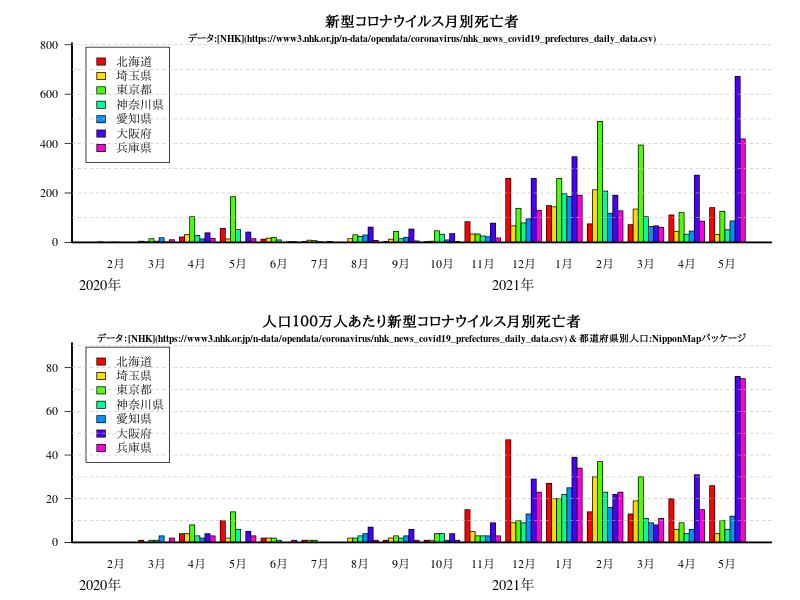 新型コロナウイルス月別死亡者
データ:[NHK](https://www3.nhk.or.jp/n-data/opendata/coronavirus/nhk_news_covid19_prefectures_daily_data.csv)
800
600
400
200
0
北海道
埼玉県
東京都
神奈川県
愛知県
大阪府
兵庫県
2月 3月 4月 5月 6月 7月 8月 9月 10月 11月 12月 1月 2月 3月 4月 5月
2020年 2021年
人口100万人あたり新型コロナウイルス月別死亡者
データ:[NHK](https://www3.nhk.or.jp/n-data/opendata/coronavirus/nhk_news_covid19_prefectures_daily_data.csv) & 都道府県別人口:NipponMapパッケージ
80
60
40
20
0
北海道
埼玉県
東京都
神奈川県
愛知県
大阪府
兵庫県
2月 3月 4月 5月 6月 7月 8月 9月 10月 11月 12月 1月 2月 3月 4月 5月
2020年 2021年